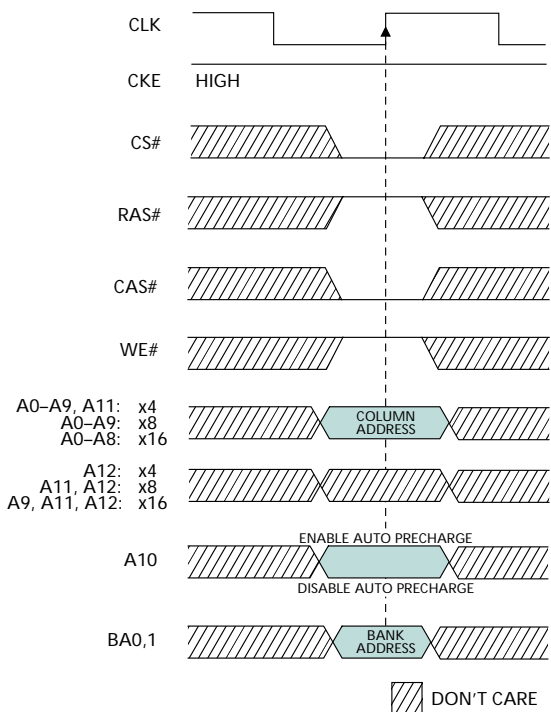 CLK
CKE HIGH
CS#
RAS#
CAS#
WE#
A0–A9, A11: x4
A0–A9: x8
A0–A8: x16
COLUMN
ADDRESS
A12: x4
A11, A12: x8
A9, A11, A12: x16
ENABLE AUTO PRECHARGE
A10
DISABLE AUTO PRECHARGE
BA0,1
BANK
ADDRESS
DON'T CARE